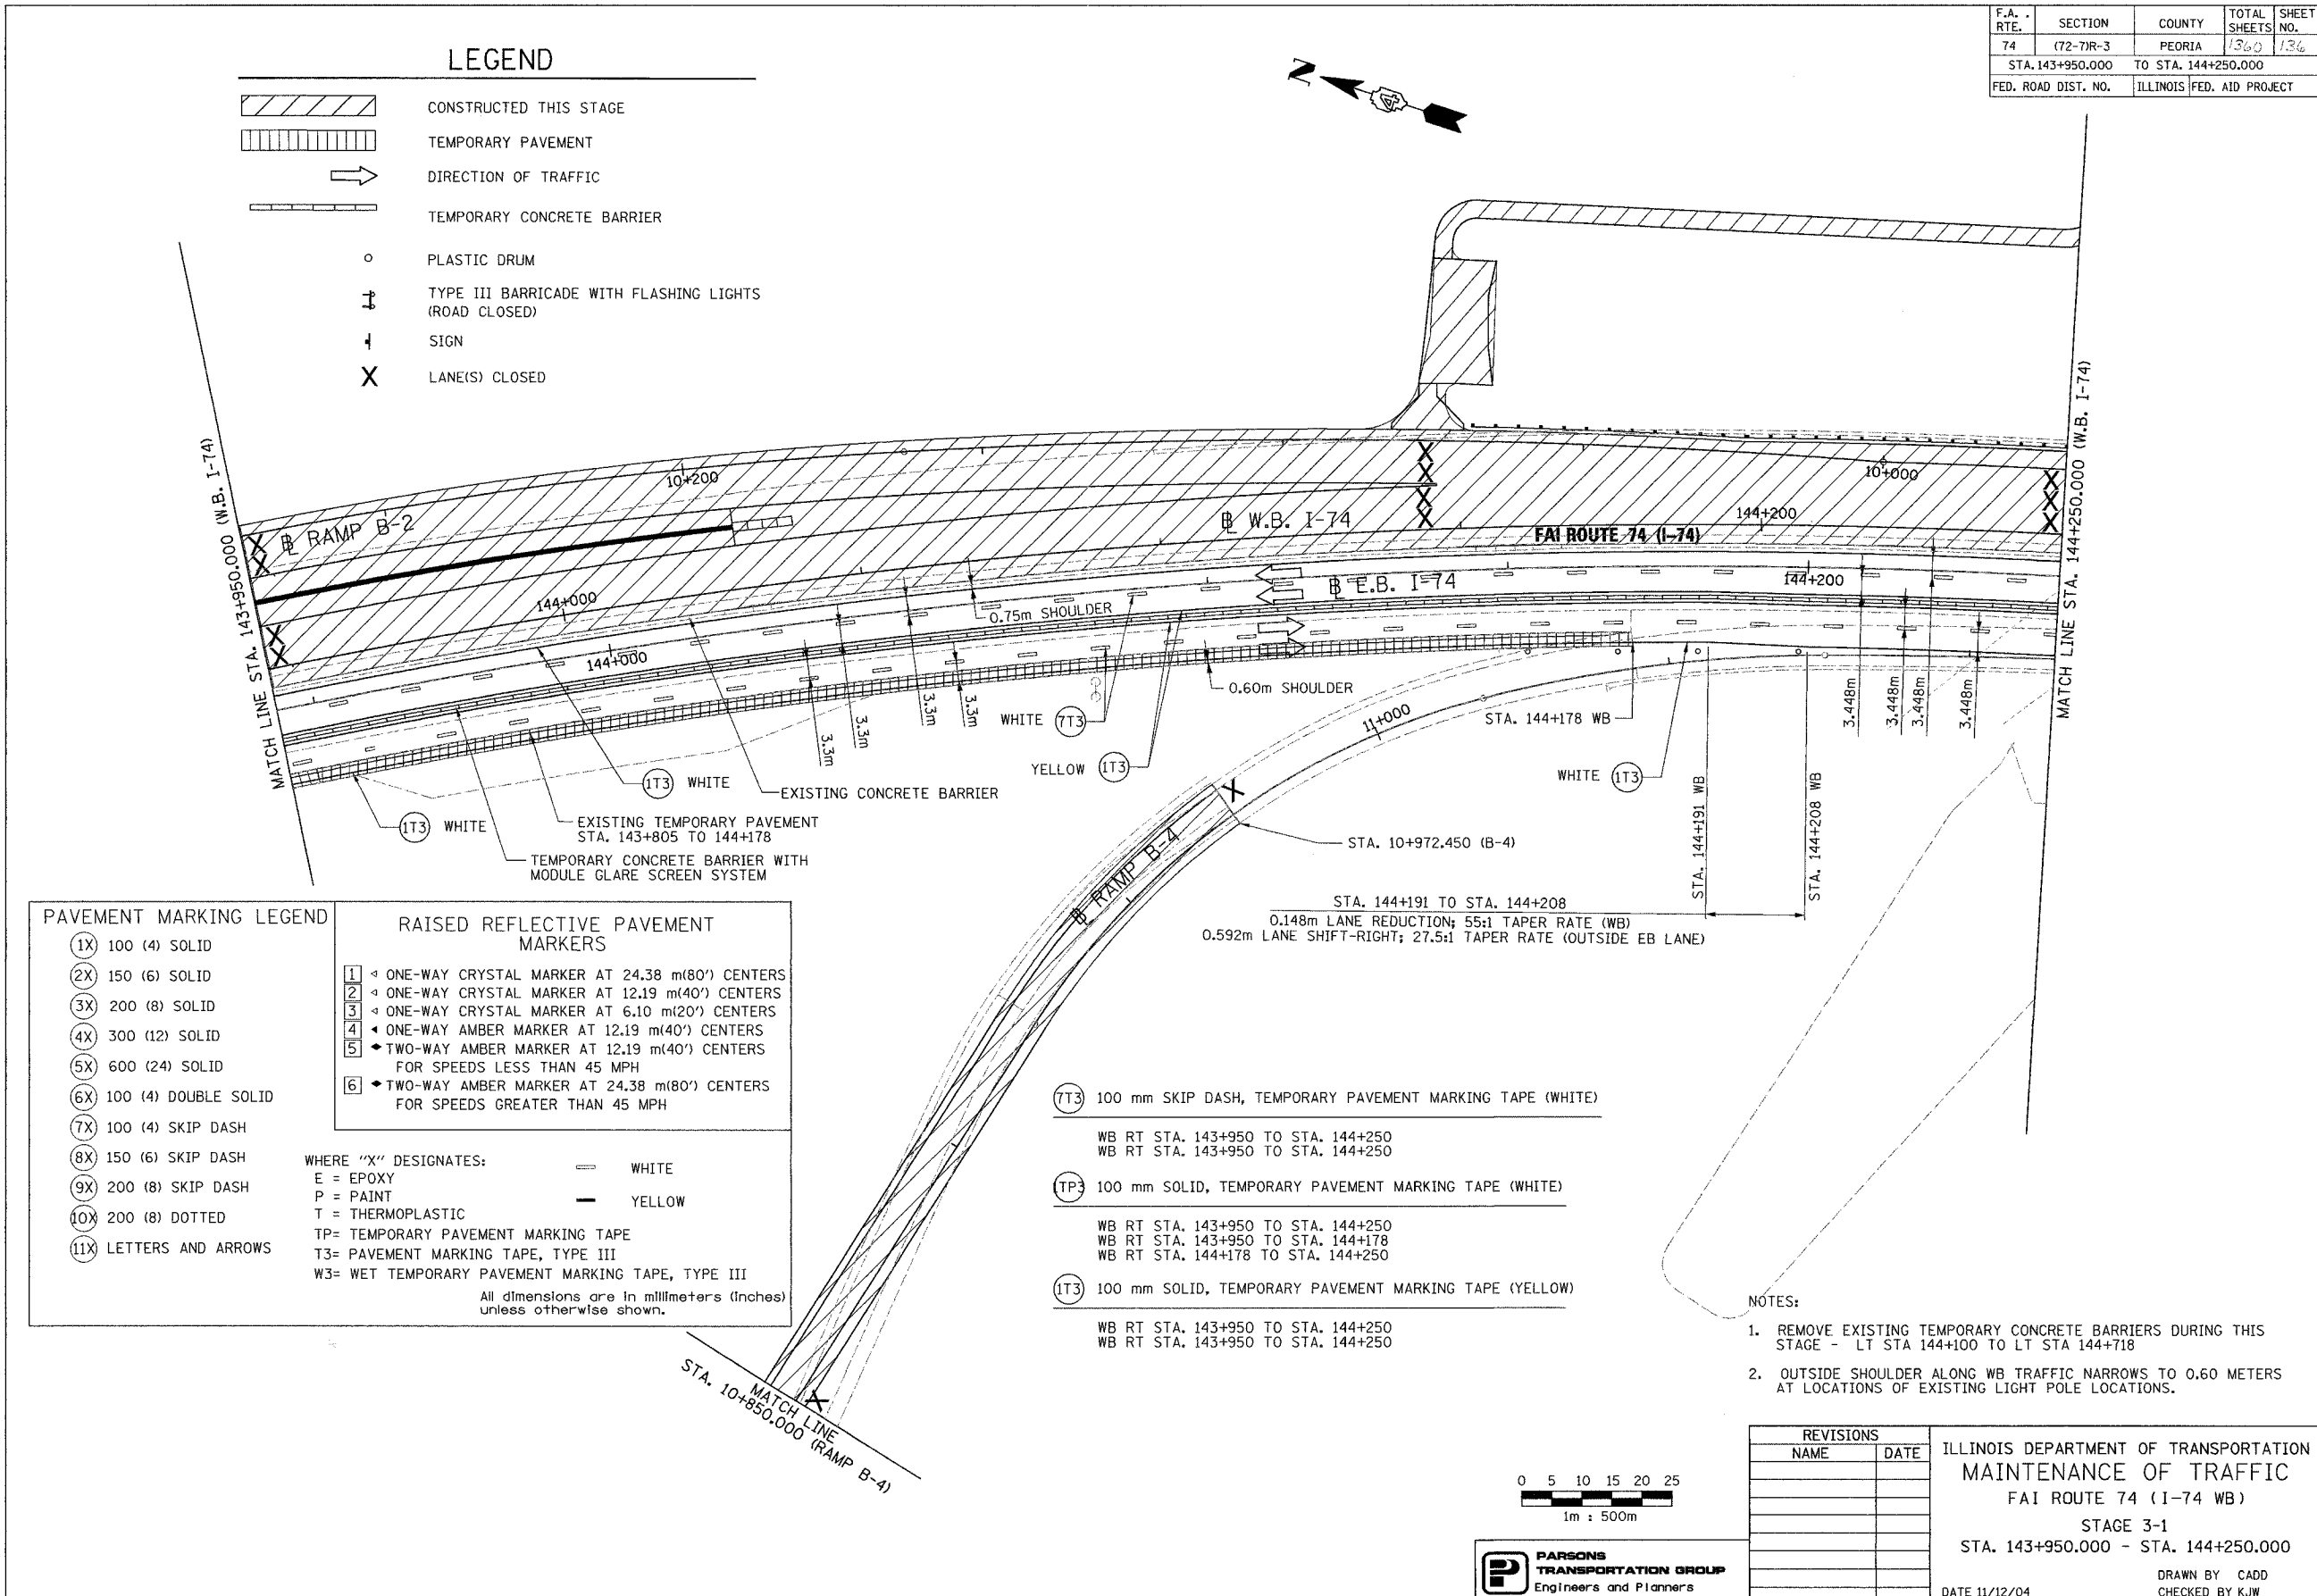 F.A. . RTE. SECTION COUNTY TOTAL SHEETS SHEET NO.
74 (72-7)R-3 PEORIA 1360 136
STA. 143+950.000 TO STA. 144+250.000
FED. ROAD DIST. NO. ILLINOIS FED. AID PROJECT
LEGEND
CONSTRUCTED THIS STAGE
TEMPORARY PAVEMENT
DIRECTION OF TRAFFIC
TEMPORARY CONCRETE BARRIER
PLASTIC DRUM
TYPE III BARRICADE WITH FLASHING LIGHTS
(ROAD CLOSED)
SIGN
X LANE(S) CLOSED
N
4
MATCH LINE STA. 143+950.000 (W.B. I-74)
MATCH LINE STA. 144+250.000 (W.B. I-74)
10+200
10+000
℄ RAMP B-2
℄ W.B. I-74
144+200
FAI ROUTE 74 (I-74)
℄ E.B. I-74
144+200
144+000
144+000
0.75m SHOULDER
0.60m SHOULDER
3.3m
3.3m
3.3m
3.3m
3.448m
3.448m
3.448m
3.448m
WHITE 7T3
YELLOW 1T3
11+000
STA. 144+178 WB
WHITE 1T3
1T3 WHITE
EXISTING CONCRETE BARRIER
1T3 WHITE
EXISTING TEMPORARY PAVEMENT
STA. 143+805 TO 144+178
TEMPORARY CONCRETE BARRIER WITH
MODULE GLARE SCREEN SYSTEM
STA. 144+191 WB
STA. 144+208 WB
STA. 10+972.450 (B-4)
℄ RAMP B-4
STA. 144+191 TO STA. 144+208
0.148m LANE REDUCTION; 55:1 TAPER RATE (WB)
0.592m LANE SHIFT-RIGHT; 27.5:1 TAPER RATE (OUTSIDE EB LANE)
PAVEMENT MARKING LEGEND
1X 100 (4) SOLID
2X 150 (6) SOLID
3X 200 (8) SOLID
4X 300 (12) SOLID
5X 600 (24) SOLID
6X 100 (4) DOUBLE SOLID
7X 100 (4) SKIP DASH
8X 150 (6) SKIP DASH
9X 200 (8) SKIP DASH
10X 200 (8) DOTTED
11X LETTERS AND ARROWS
RAISED REFLECTIVE PAVEMENT
MARKERS
1 ONE-WAY CRYSTAL MARKER AT 24.38 m(80') CENTERS
2 ONE-WAY CRYSTAL MARKER AT 12.19 m(40') CENTERS
3 ONE-WAY CRYSTAL MARKER AT 6.10 m(20') CENTERS
4 ONE-WAY AMBER MARKER AT 12.19 m(40') CENTERS
5 TWO-WAY AMBER MARKER AT 12.19 m(40') CENTERS
FOR SPEEDS LESS THAN 45 MPH
6 TWO-WAY AMBER MARKER AT 24.38 m(80') CENTERS
FOR SPEEDS GREATER THAN 45 MPH
WHERE "X" DESIGNATES:
E = EPOXY
P = PAINT
T = THERMOPLASTIC
TP= TEMPORARY PAVEMENT MARKING TAPE
T3= PAVEMENT MARKING TAPE, TYPE III
W3= WET TEMPORARY PAVEMENT MARKING TAPE, TYPE III
WHITE
YELLOW
All dimensions are in millimeters (inches)
unless otherwise shown.
7T3 100 mm SKIP DASH, TEMPORARY PAVEMENT MARKING TAPE (WHITE)
WB RT STA. 143+950 TO STA. 144+250
WB RT STA. 143+950 TO STA. 144+250
1TP3 100 mm SOLID, TEMPORARY PAVEMENT MARKING TAPE (WHITE)
WB RT STA. 143+950 TO STA. 144+250
WB RT STA. 143+950 TO STA. 144+178
WB RT STA. 144+178 TO STA. 144+250
1T3 100 mm SOLID, TEMPORARY PAVEMENT MARKING TAPE (YELLOW)
WB RT STA. 143+950 TO STA. 144+250
WB RT STA. 143+950 TO STA. 144+250
MATCH LINE
STA. 10+850.000 (RAMP B-4)
NOTES:
1. REMOVE EXISTING TEMPORARY CONCRETE BARRIERS DURING THIS
STAGE - LT STA 144+100 TO LT STA 144+718
2. OUTSIDE SHOULDER ALONG WB TRAFFIC NARROWS TO 0.60 METERS
AT LOCATIONS OF EXISTING LIGHT POLE LOCATIONS.
0 5 10 15 20 25
1m : 500m
PARSONS
TRANSPORTATION GROUP
Engineers and Planners
REVISIONS
NAME DATE
ILLINOIS DEPARTMENT OF TRANSPORTATION
MAINTENANCE OF TRAFFIC
FAI ROUTE 74 (I-74 WB)
STAGE 3-1
STA. 143+950.000 - STA. 144+250.000
DRAWN BY CADD
DATE 11/12/04 CHECKED BY KJW